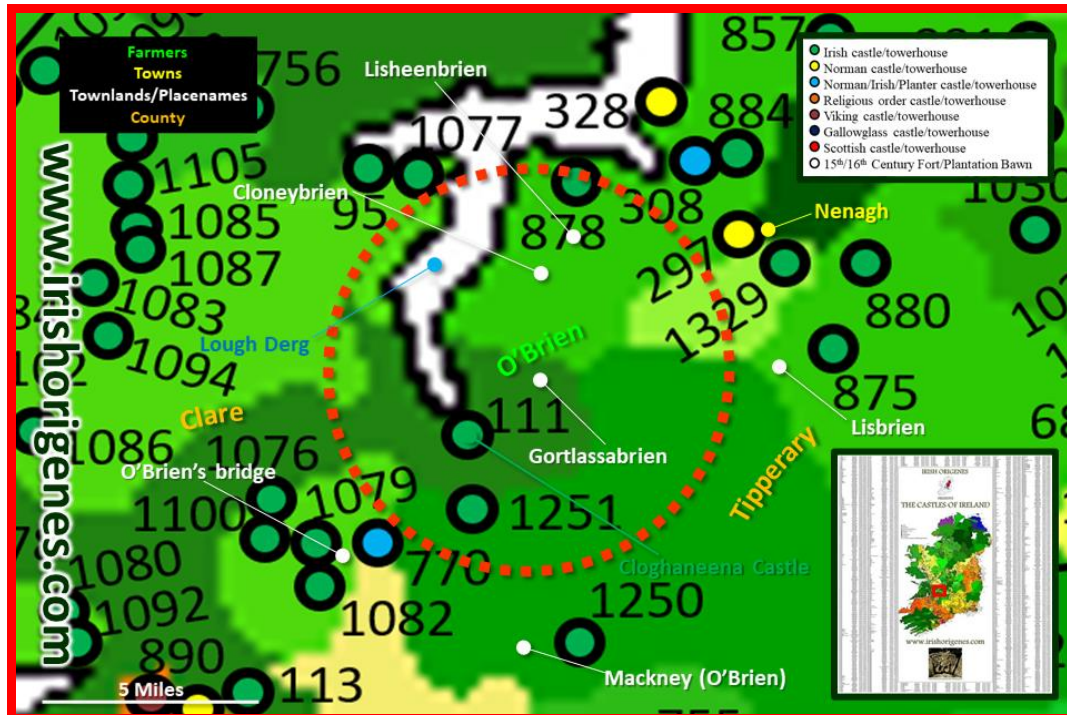 Farmers
Towns
Townlands/Placenames
County
Irish castle/towerhouse
Norman castle/towerhouse
Norman/Irish/Planter castle/towerhouse
Religious order castle/towerhouse
Viking castle/towerhouse
Gallowglass castle/towerhouse
Scottish castle/towerhouse
15th/16th Century Fort/Plantation Bawn
www.irishorigenes.com
756
857
Lisheenbrien
328
884
1077
1105
Cloneybrien
95
308
1030
1085
878
Nenagh
1087
297
1083
1329
880
Lough Derg
1094
O'Brien
875
Clare
111
Lisbrien
1086
1076
Gortlassabrien
Tipperary
O'Brien's bridge
1079
1100
1251
1080
770
Cloghaneena Castle
1092
1082
1250
890
Mackney (O'Brien)
5 Miles
113
IRISH ORIGENES
THE CASTLES OF IRELAND
www.irishorigenes.com